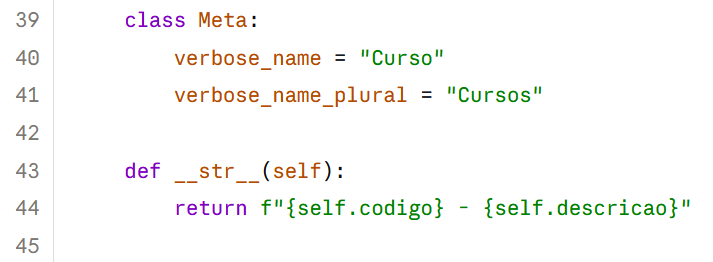 39 class Meta:
40 verbose_name = "Curso"
41 verbose_name_plural = "Cursos"
42
43 def __str__(self):
44 return f"{self.codigo} - {self.descricao}"
45